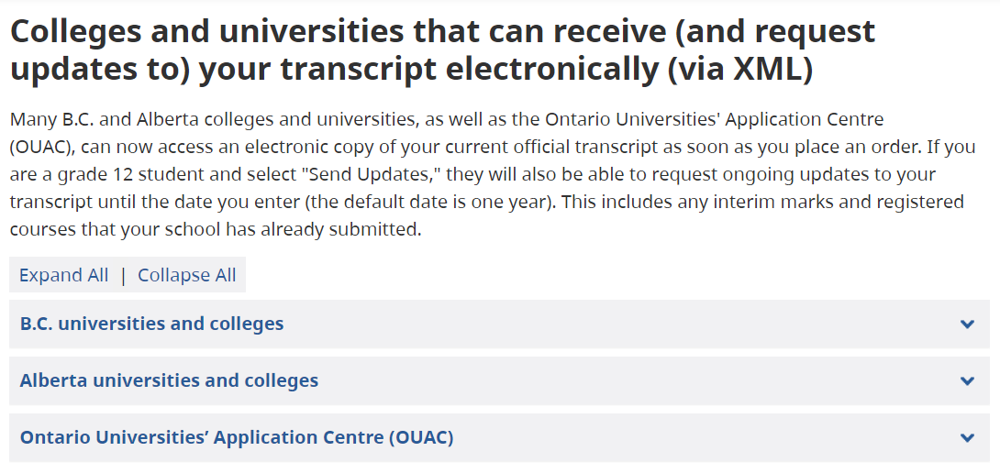 Colleges and universities that can receive (and request
updates to) your transcript electronically (via XML)
Many B.C. and Alberta colleges and universities, as well as the Ontario Universities' Application Centre
(OUAC), can now access an electronic copy of your current official transcript as soon as you place an order. If you
are a grade 12 student and select "Send Updates," they will also be able to request ongoing updates to your
transcript until the date you enter (the default date is one year). This includes any interim marks and registered
courses that your school has already submitted.
Expand All | Collapse All
B.C. universities and colleges
Alberta universities and colleges
Ontario Universities’ Application Centre (OUAC)